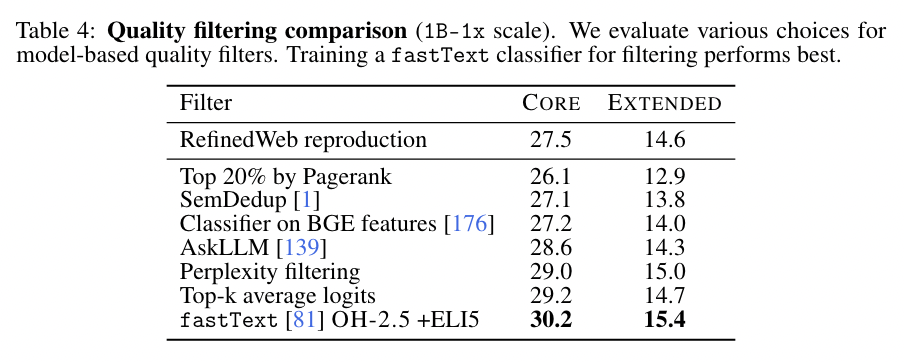 Table 4: Quality filtering comparison (1B-1x scale). We evaluate various choices for
model-based quality filters. Training a fastText classifier for filtering performs best.
Filter CORE EXTENDED
RefinedWeb reproduction 27.5 14.6
Top 20% by Pagerank 26.1 12.9
SemDedup [1] 27.1 13.8
Classifier on BGE features [176] 27.2 14.0
AskLLM [139] 28.6 14.3
Perplexity filtering 29.0 15.0
Top-k average logits 29.2 14.7
fastText [81] OH-2.5 +ELI5 30.2 15.4